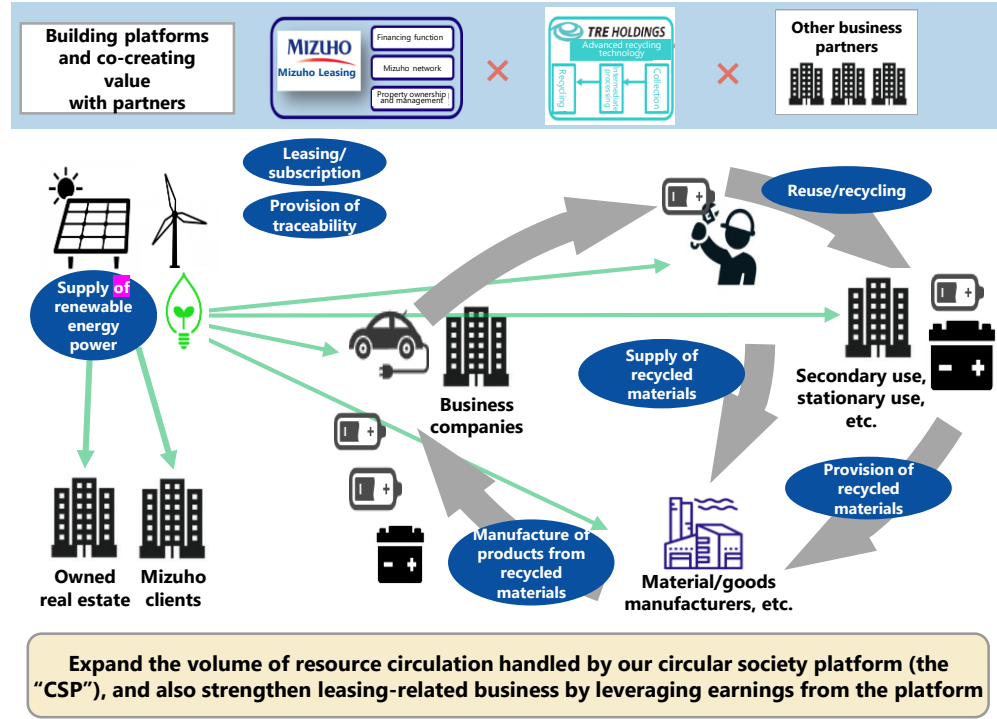 Building platforms
and co-creating
value
with partners
MIZUHO
Mizuho Leasing
Financing function
Mizuho network
Property ownership
and management
×
TRE HOLDINGS
Advanced recycling
technology
Recycling
Intermediate
processing
Collection
×
Other business
partners
Leasing/
subscription
Provision of
traceability
Reuse/recycling
Supply of
renewable
energy
power
Business
companies
Supply of
recycled
materials
Secondary use,
stationary use,
etc.
Provision of
recycled
materials
Manufacture of
products from
recycled
materials
Material/goods
manufacturers, etc.
Owned
real estate
Mizuho
clients
Expand the volume of resource circulation handled by our circular society platform (the
“CSP”), and also strengthen leasing-related business by leveraging earnings from the platform